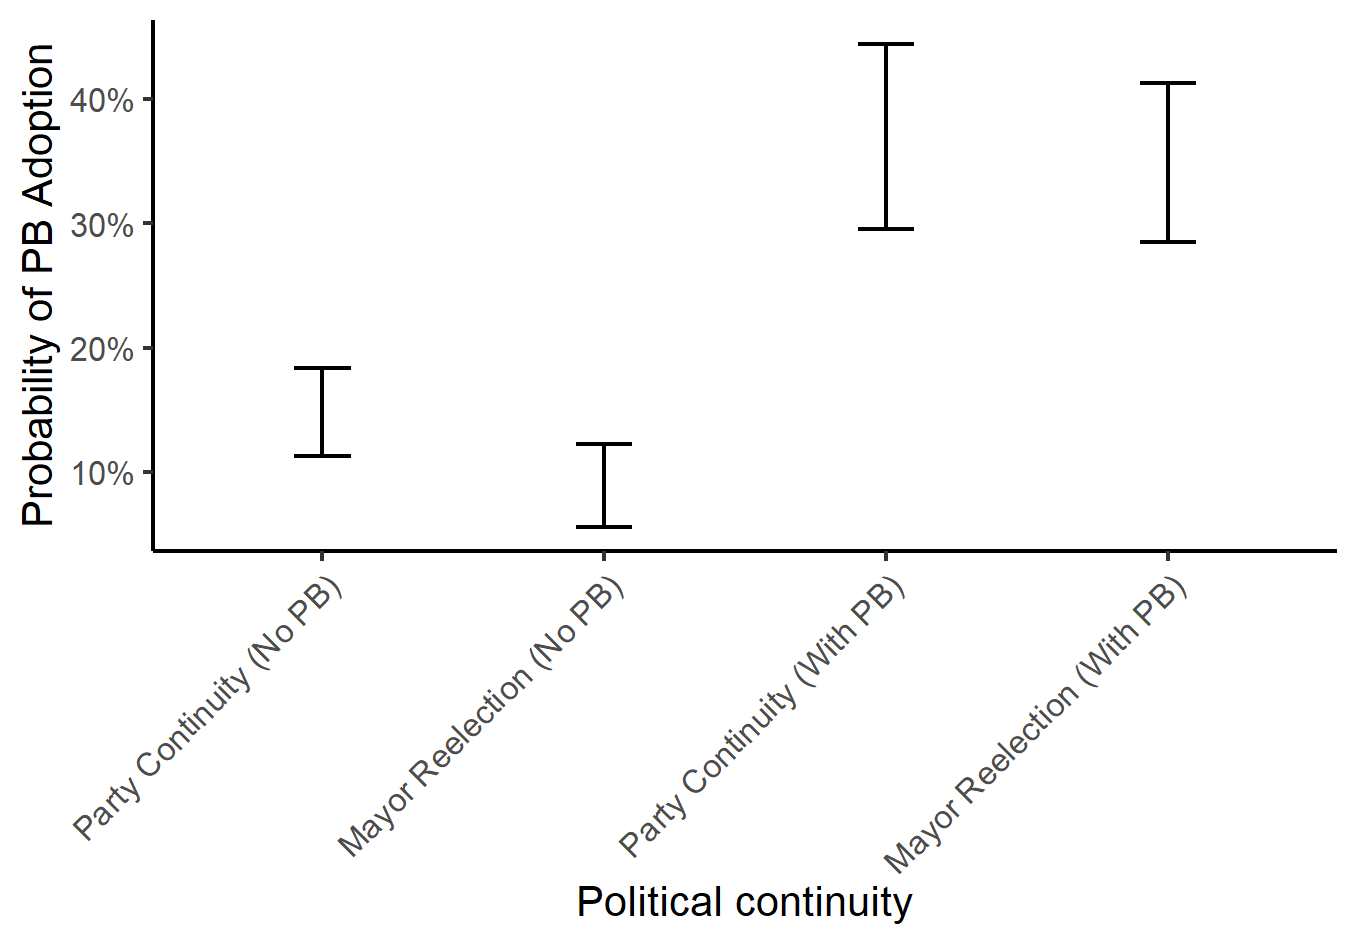 Probability of PB Adoption
40%
30%
20%
10%
Party Continuity (No PB)
Mayor Reelection (No PB)
Party Continuity (With PB)
Mayor Reelection (With PB)
Political continuity